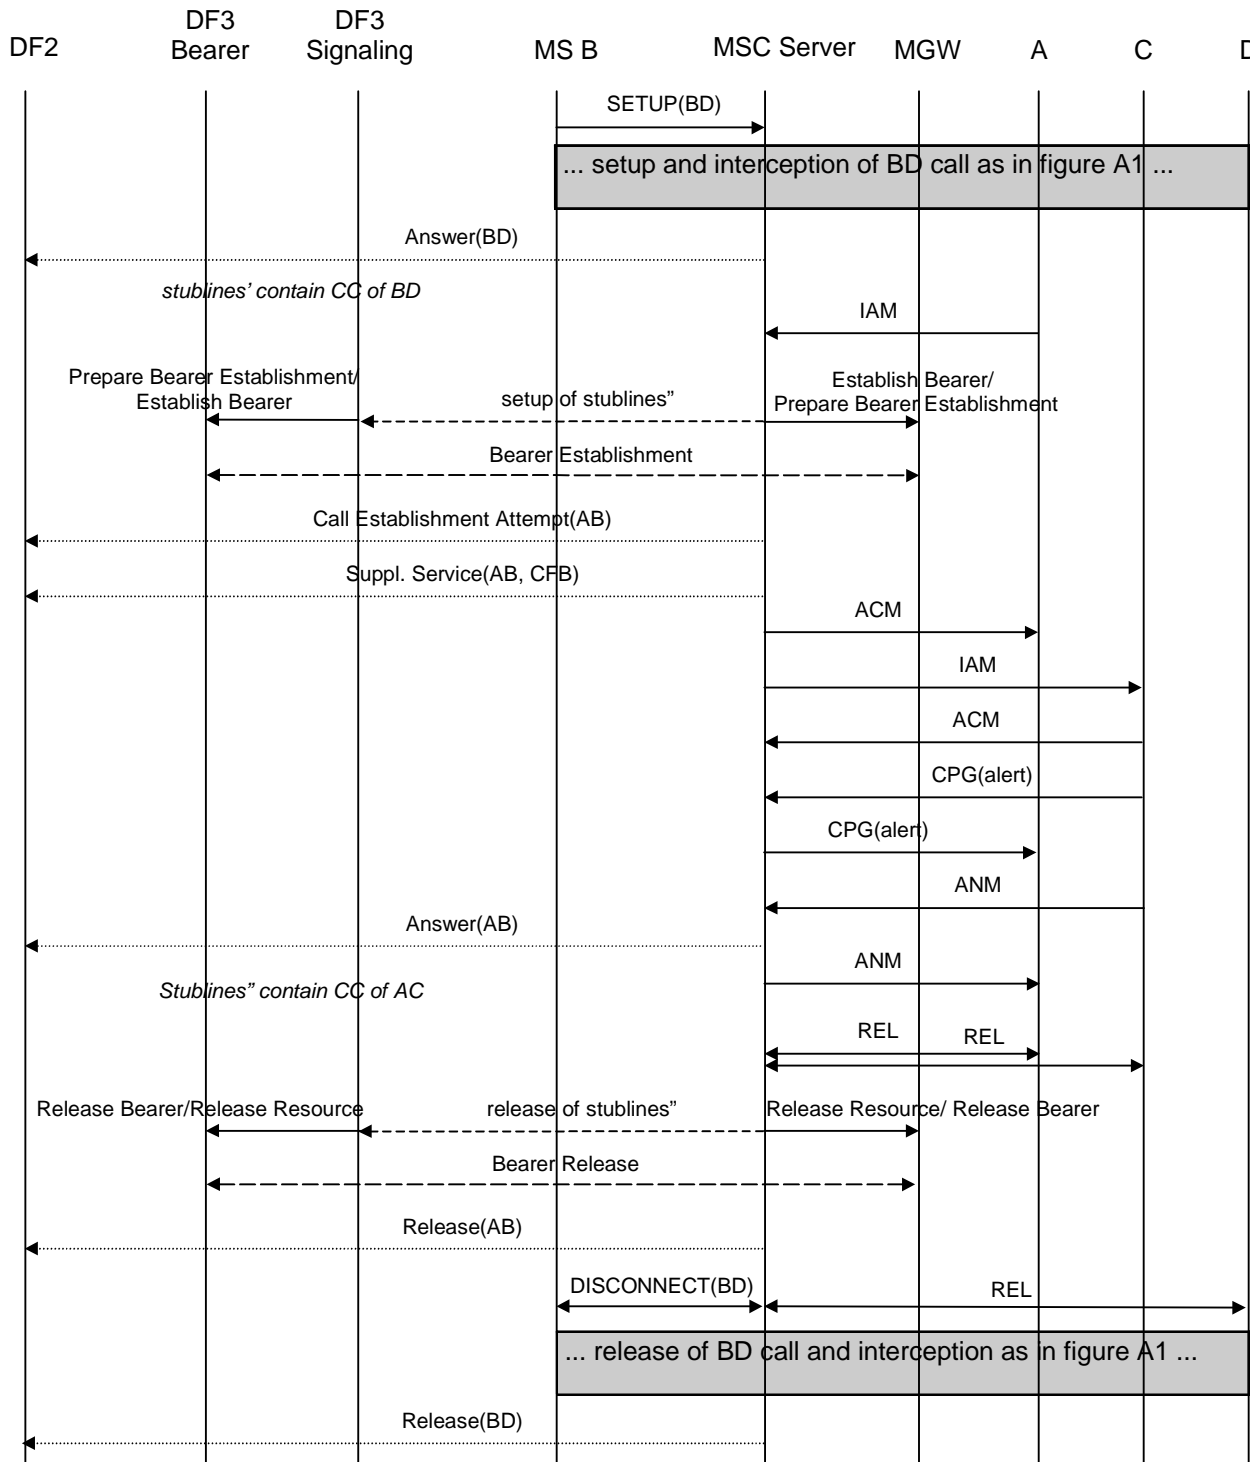 DF2
DF3
Bearer
DF3
Signaling
MS B
MSC Server
MGW
A
C
D
SETUP(BD)
... setup and interception of BD call as in figure A1 ...
Answer(BD)
stublines’ contain CC of BD
IAM
Prepare Bearer Establishment/
Establish Bearer
setup of stublines”
Establish Bearer/
Prepare Bearer Establishment
Bearer Establishment
Call Establishment Attempt(AB)
Suppl. Service(AB, CFB)
ACM
IAM
ACM
CPG(alert)
CPG(alert)
ANM
Answer(AB)
ANM
Stublines” contain CC of AC
REL
REL
Release Bearer/Release Resource
release of stublines”
Release Resource/ Release Bearer
Bearer Release
Release(AB)
DISCONNECT(BD)
REL
... release of BD call and interception as in figure A1 ...
Release(BD)